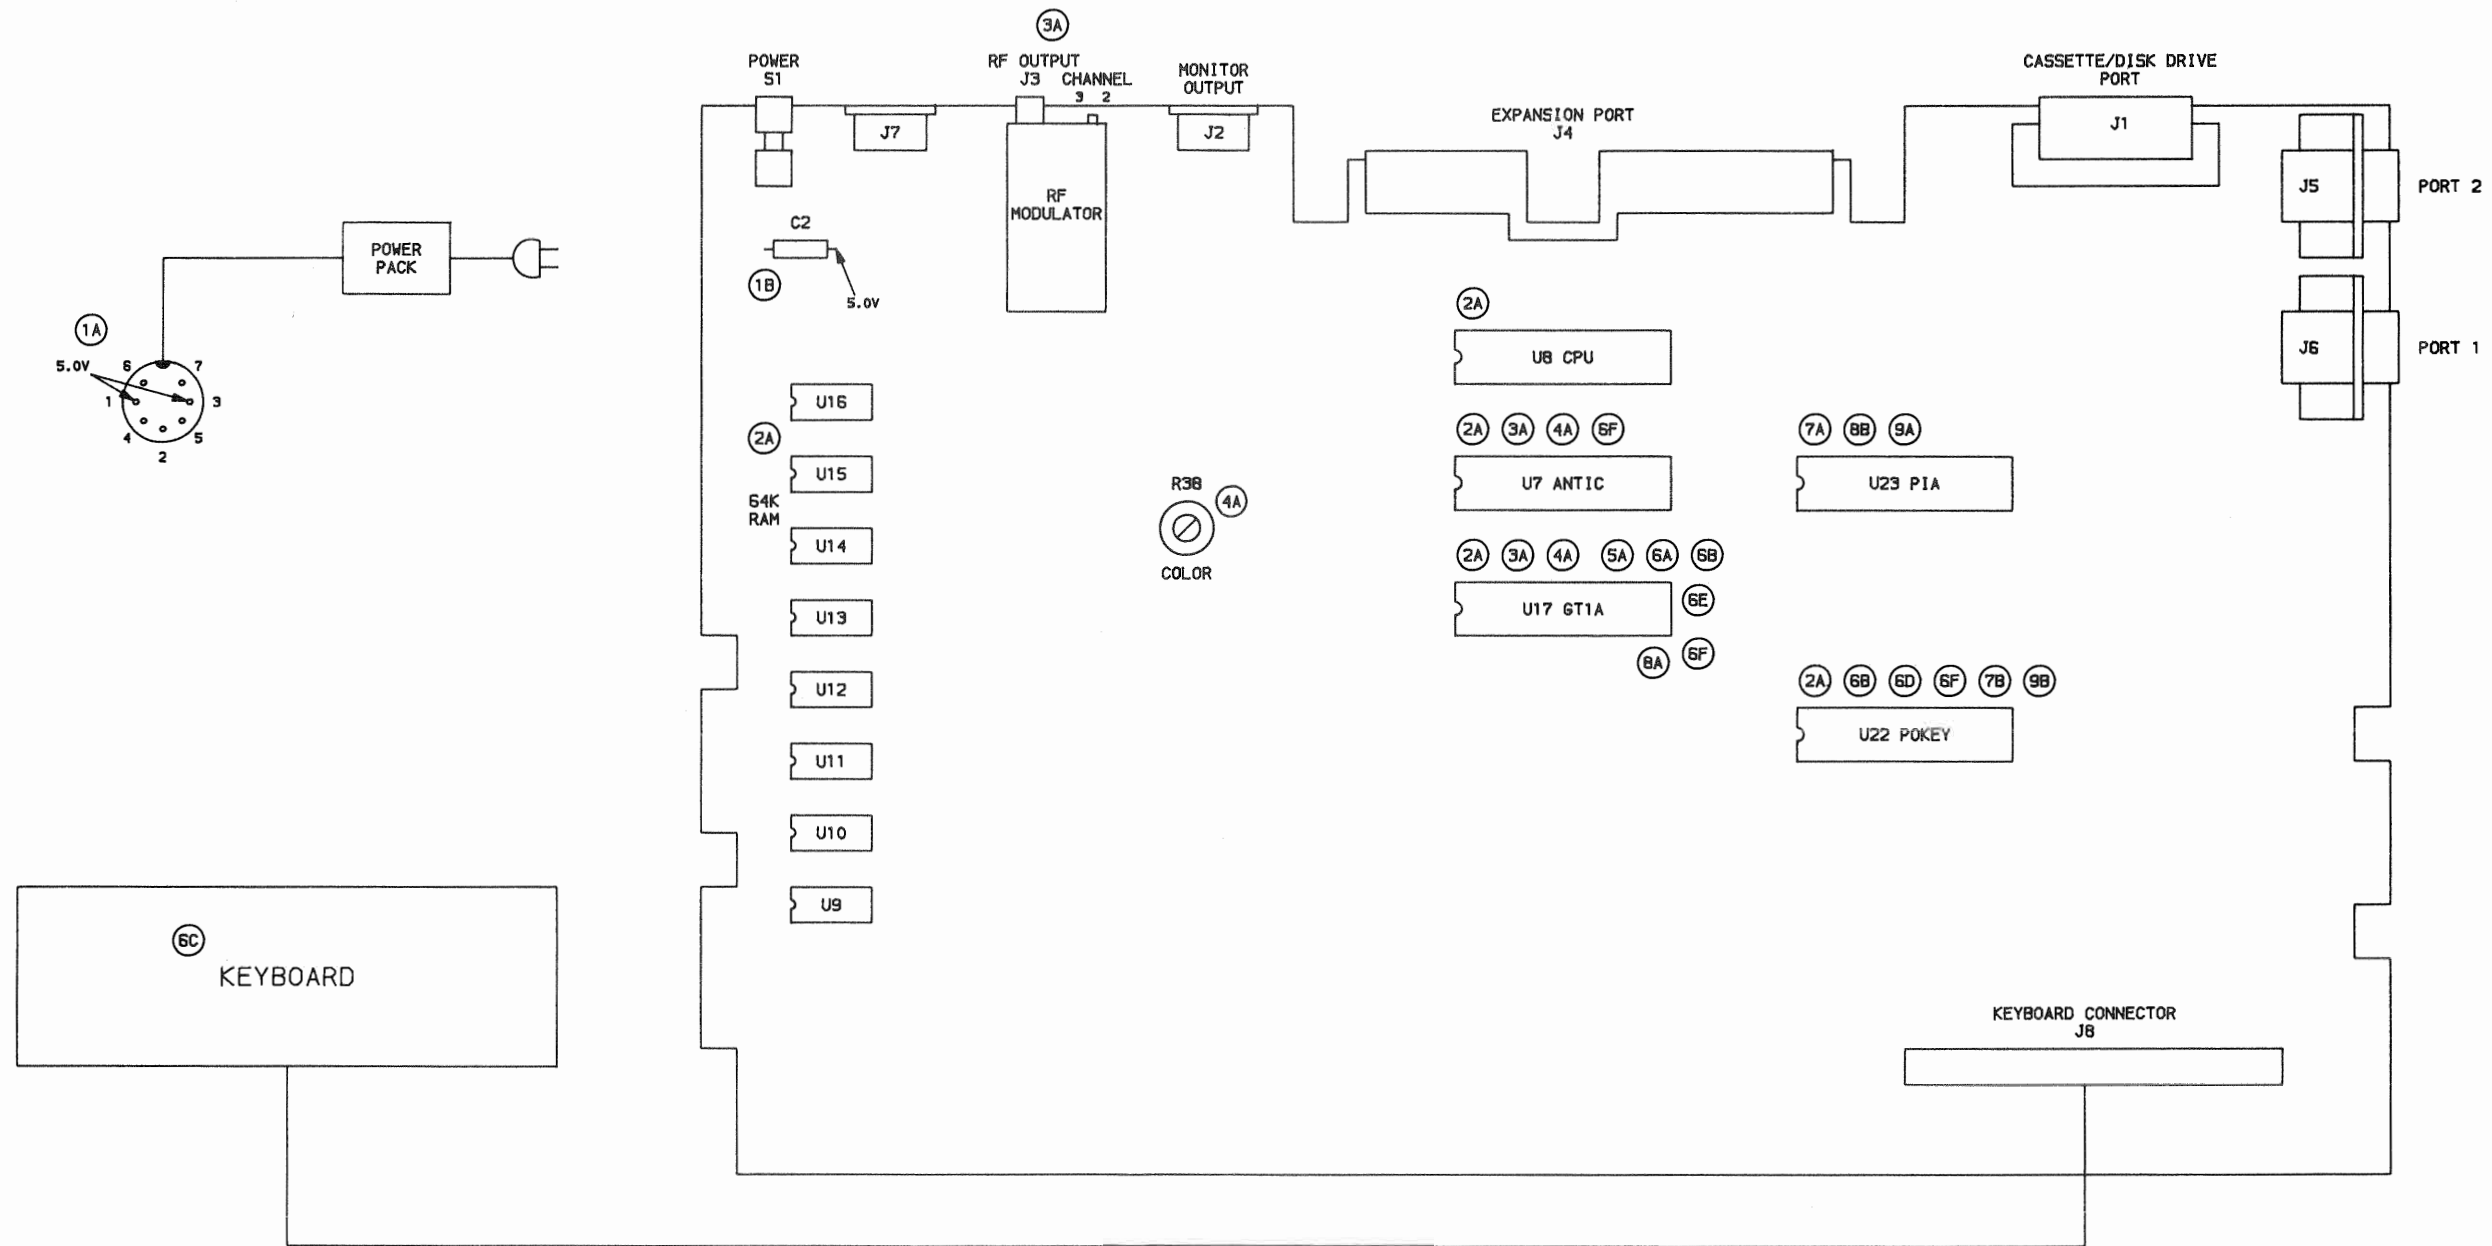 3A
POWER
S1
RF OUTPUT
J3 CHANNEL
3 2
MONITOR
OUTPUT
CASSETTE/DISK DRIVE
PORT
J7
J2
EXPANSION PORT
J4
J1
J5
PORT 2
RF
MODULATOR
C2
1B
5.0V
POWER
PACK
1A
5.0V
6 7
1 3
4 5
2
2A
U8 CPU
J6
PORT 1
U16
2A
U15
64K
RAM
U14
U13
U12
U11
U10
U9
R38
4A
COLOR
2A 3A 4A 6F
U7 ANTIC
7A 8B 9A
U23 PIA
2A 3A 4A 5A 6A 6B
U17 GT1A
6E
8A 6F
2A 6B 6D 6F 7B 9B
U22 POKEY
6C
KEYBOARD
KEYBOARD CONNECTOR
J8